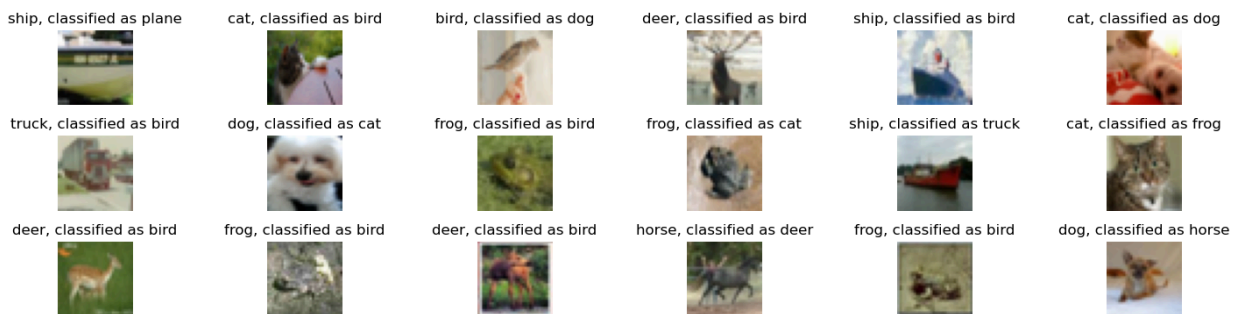 ship, classified as plane
cat, classified as bird
bird, classified as dog
deer, classified as bird
ship, classified as bird
cat, classified as dog
truck, classified as bird
dog, classified as cat
frog, classified as bird
frog, classified as cat
ship, classified as truck
cat, classified as frog
deer, classified as bird
frog, classified as bird
deer, classified as bird
horse, classified as deer
frog, classified as bird
dog, classified as horse